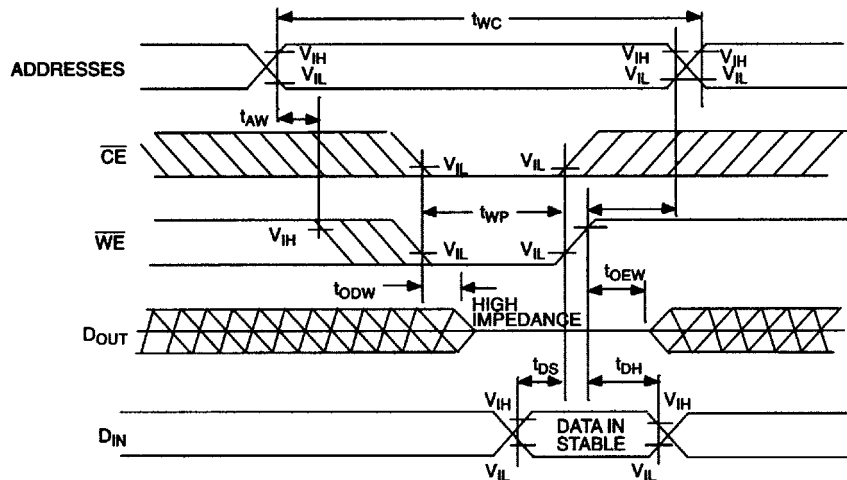 tWC
ADDRESSES
VIH
VIL
VIH
VIL
VIH
VIL
tAW
CE
VIL
VIL
tWP
WE
VIH
VIL
VIL
tODW
HIGH
IMPEDANCE
tOEW
DOUT
tDS
tDH
VIH
VIH
DIN
DATA IN
STABLE
VIL
VIL